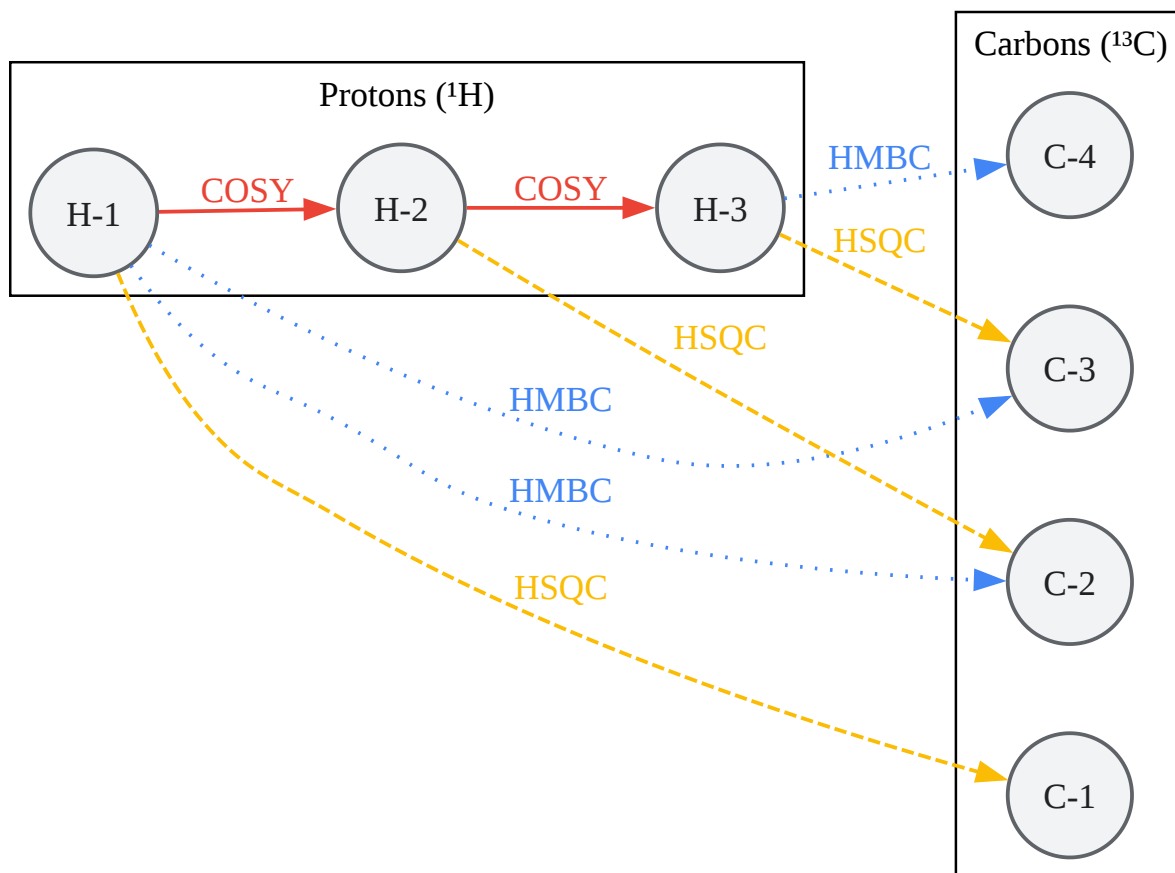 Carbons (¹³C)
Protons (¹H)
C-4
HMBC
COSY
COSY
H-1
H-2
H-3
HSQC
HSQC
C-3
HMBC
HMBC
C-2
HSQC
C-1